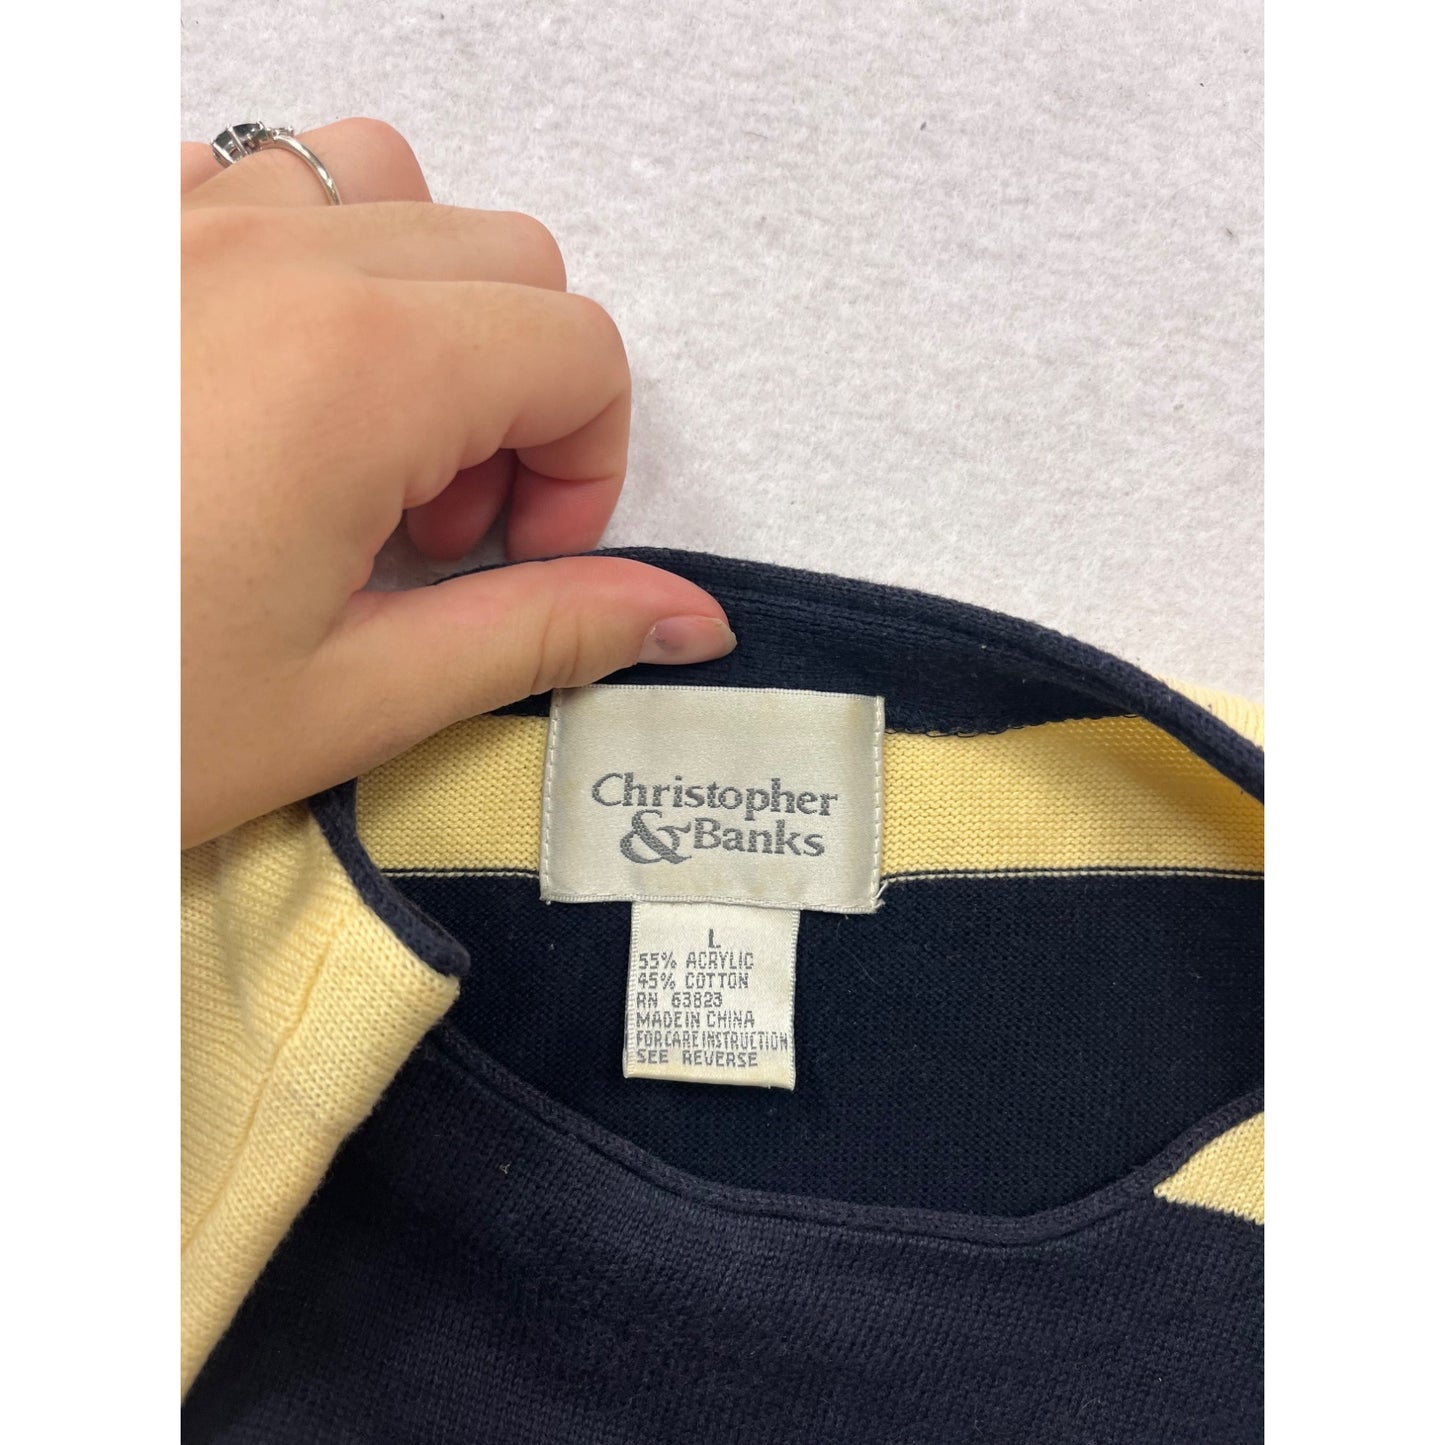 Christopher
& Banks
L
55% ACRYLIC
45% COTTON
RN 63823
MADE IN CHINA
FOR CARE INSTRUCTION
SEE REVERSE